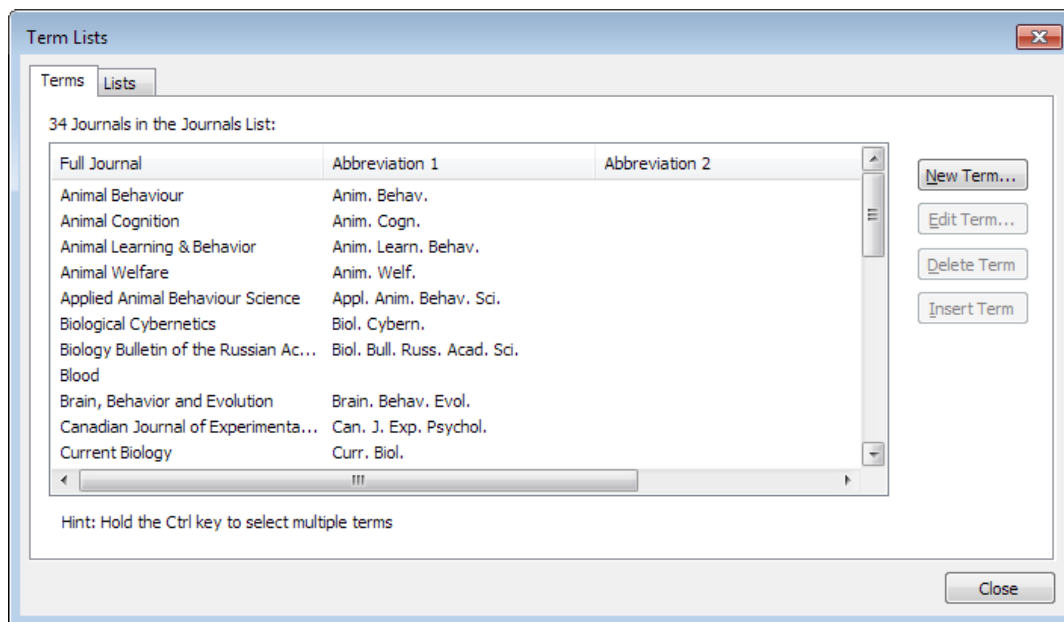 Term Lists
Terms Lists
34 Journals in the Journals List:
Full Journal Abbreviation 1 Abbreviation 2
Animal Behaviour Anim. Behav.
Animal Cognition Anim. Cogn.
Animal Learning & Behavior Anim. Learn. Behav.
Animal Welfare Anim. Welf.
Applied Animal Behaviour Science Appl. Anim. Behav. Sci.
Biological Cybernetics Biol. Cybern.
Biology Bulletin of the Russian Ac... Biol. Bull. Russ. Acad. Sci.
Blood
Brain, Behavior and Evolution Brain. Behav. Evol.
Canadian Journal of Experimenta... Can. J. Exp. Psychol.
Current Biology Curr. Biol.
New Term...
Edit Term...
Delete Term
Insert Term
Hint: Hold the Ctrl key to select multiple terms
Close